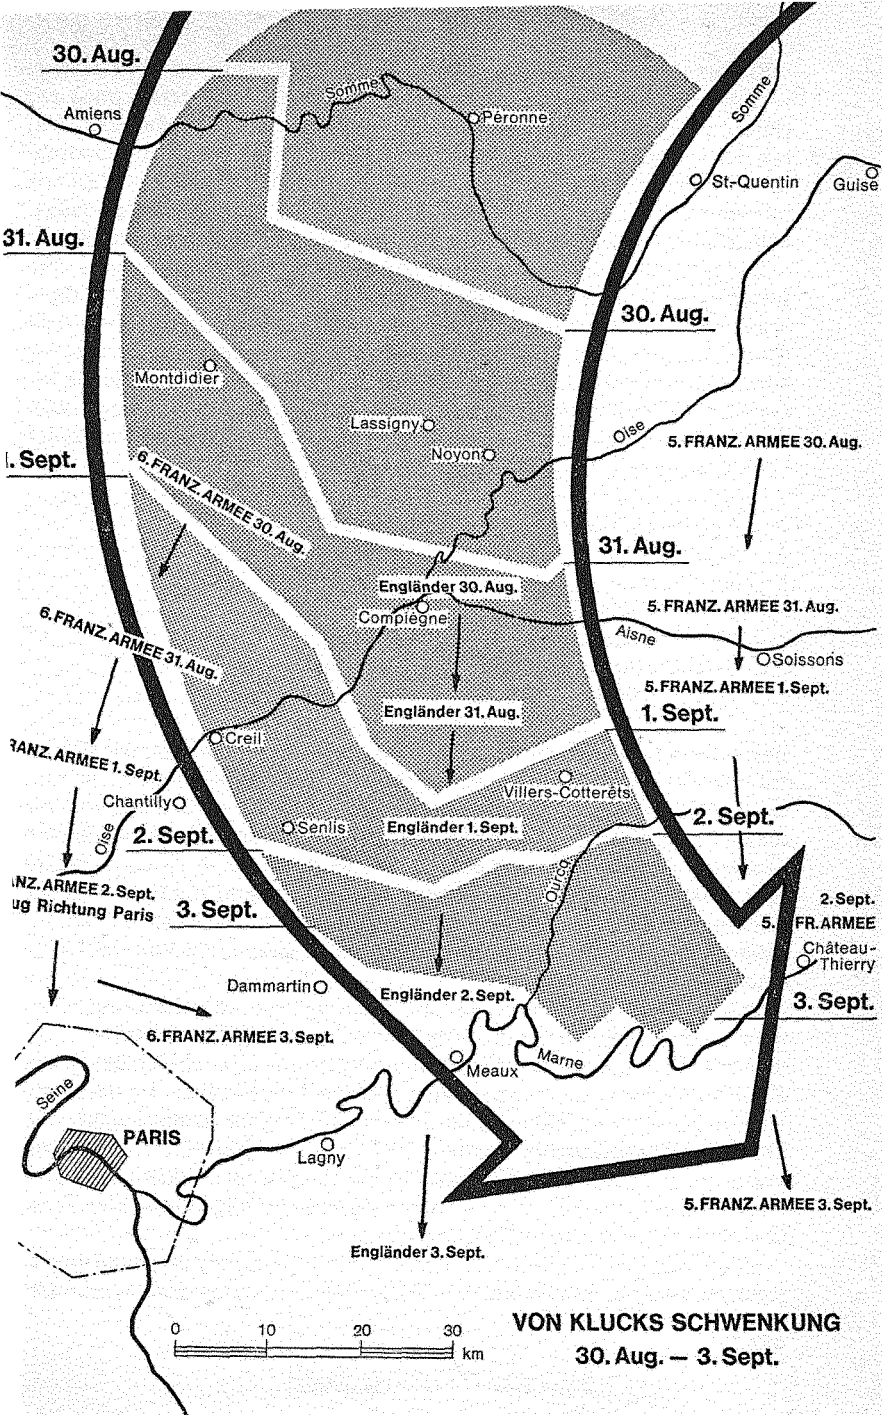 30. Aug.
Somme
Amiens
Péronne
Somme
St-Quentin
Guise
31. Aug.
30. Aug.
Montdidier
Lassigny
Oise
5. FRANZ. ARMEE 30. Aug.
Noyon
. Sept.
6. FRANZ. ARMEE 30. Aug.
31. Aug.
Engländer 30. Aug.
Compiègne
5. FRANZ. ARMEE 31. Aug.
6. FRANZ. ARMEE 31. Aug.
Aisne
Soissons
5. FRANZ. ARMEE 1. Sept.
Engländer 31. Aug.
1. Sept.
Creil
RANZ. ARMEE 1. Sept.
Villers-Cotterêts
Chantilly
Oise
2. Sept.
Senlis
Engländer 1. Sept.
2. Sept.
Ourcq
NZ. ARMEE 2. Sept.
ug Richtung Paris
3. Sept.
2. Sept.
5. FR. ARMEE
Château-
Thierry
Dammartin
Engländer 2. Sept.
3. Sept.
6. FRANZ. ARMEE 3. Sept.
Meaux
Marne
Seine
PARIS
Lagny
5. FRANZ. ARMEE 3. Sept.
Engländer 3. Sept.
VON KLUCKS SCHWENKUNG
30. Aug. — 3. Sept.
0 10 20 30
km